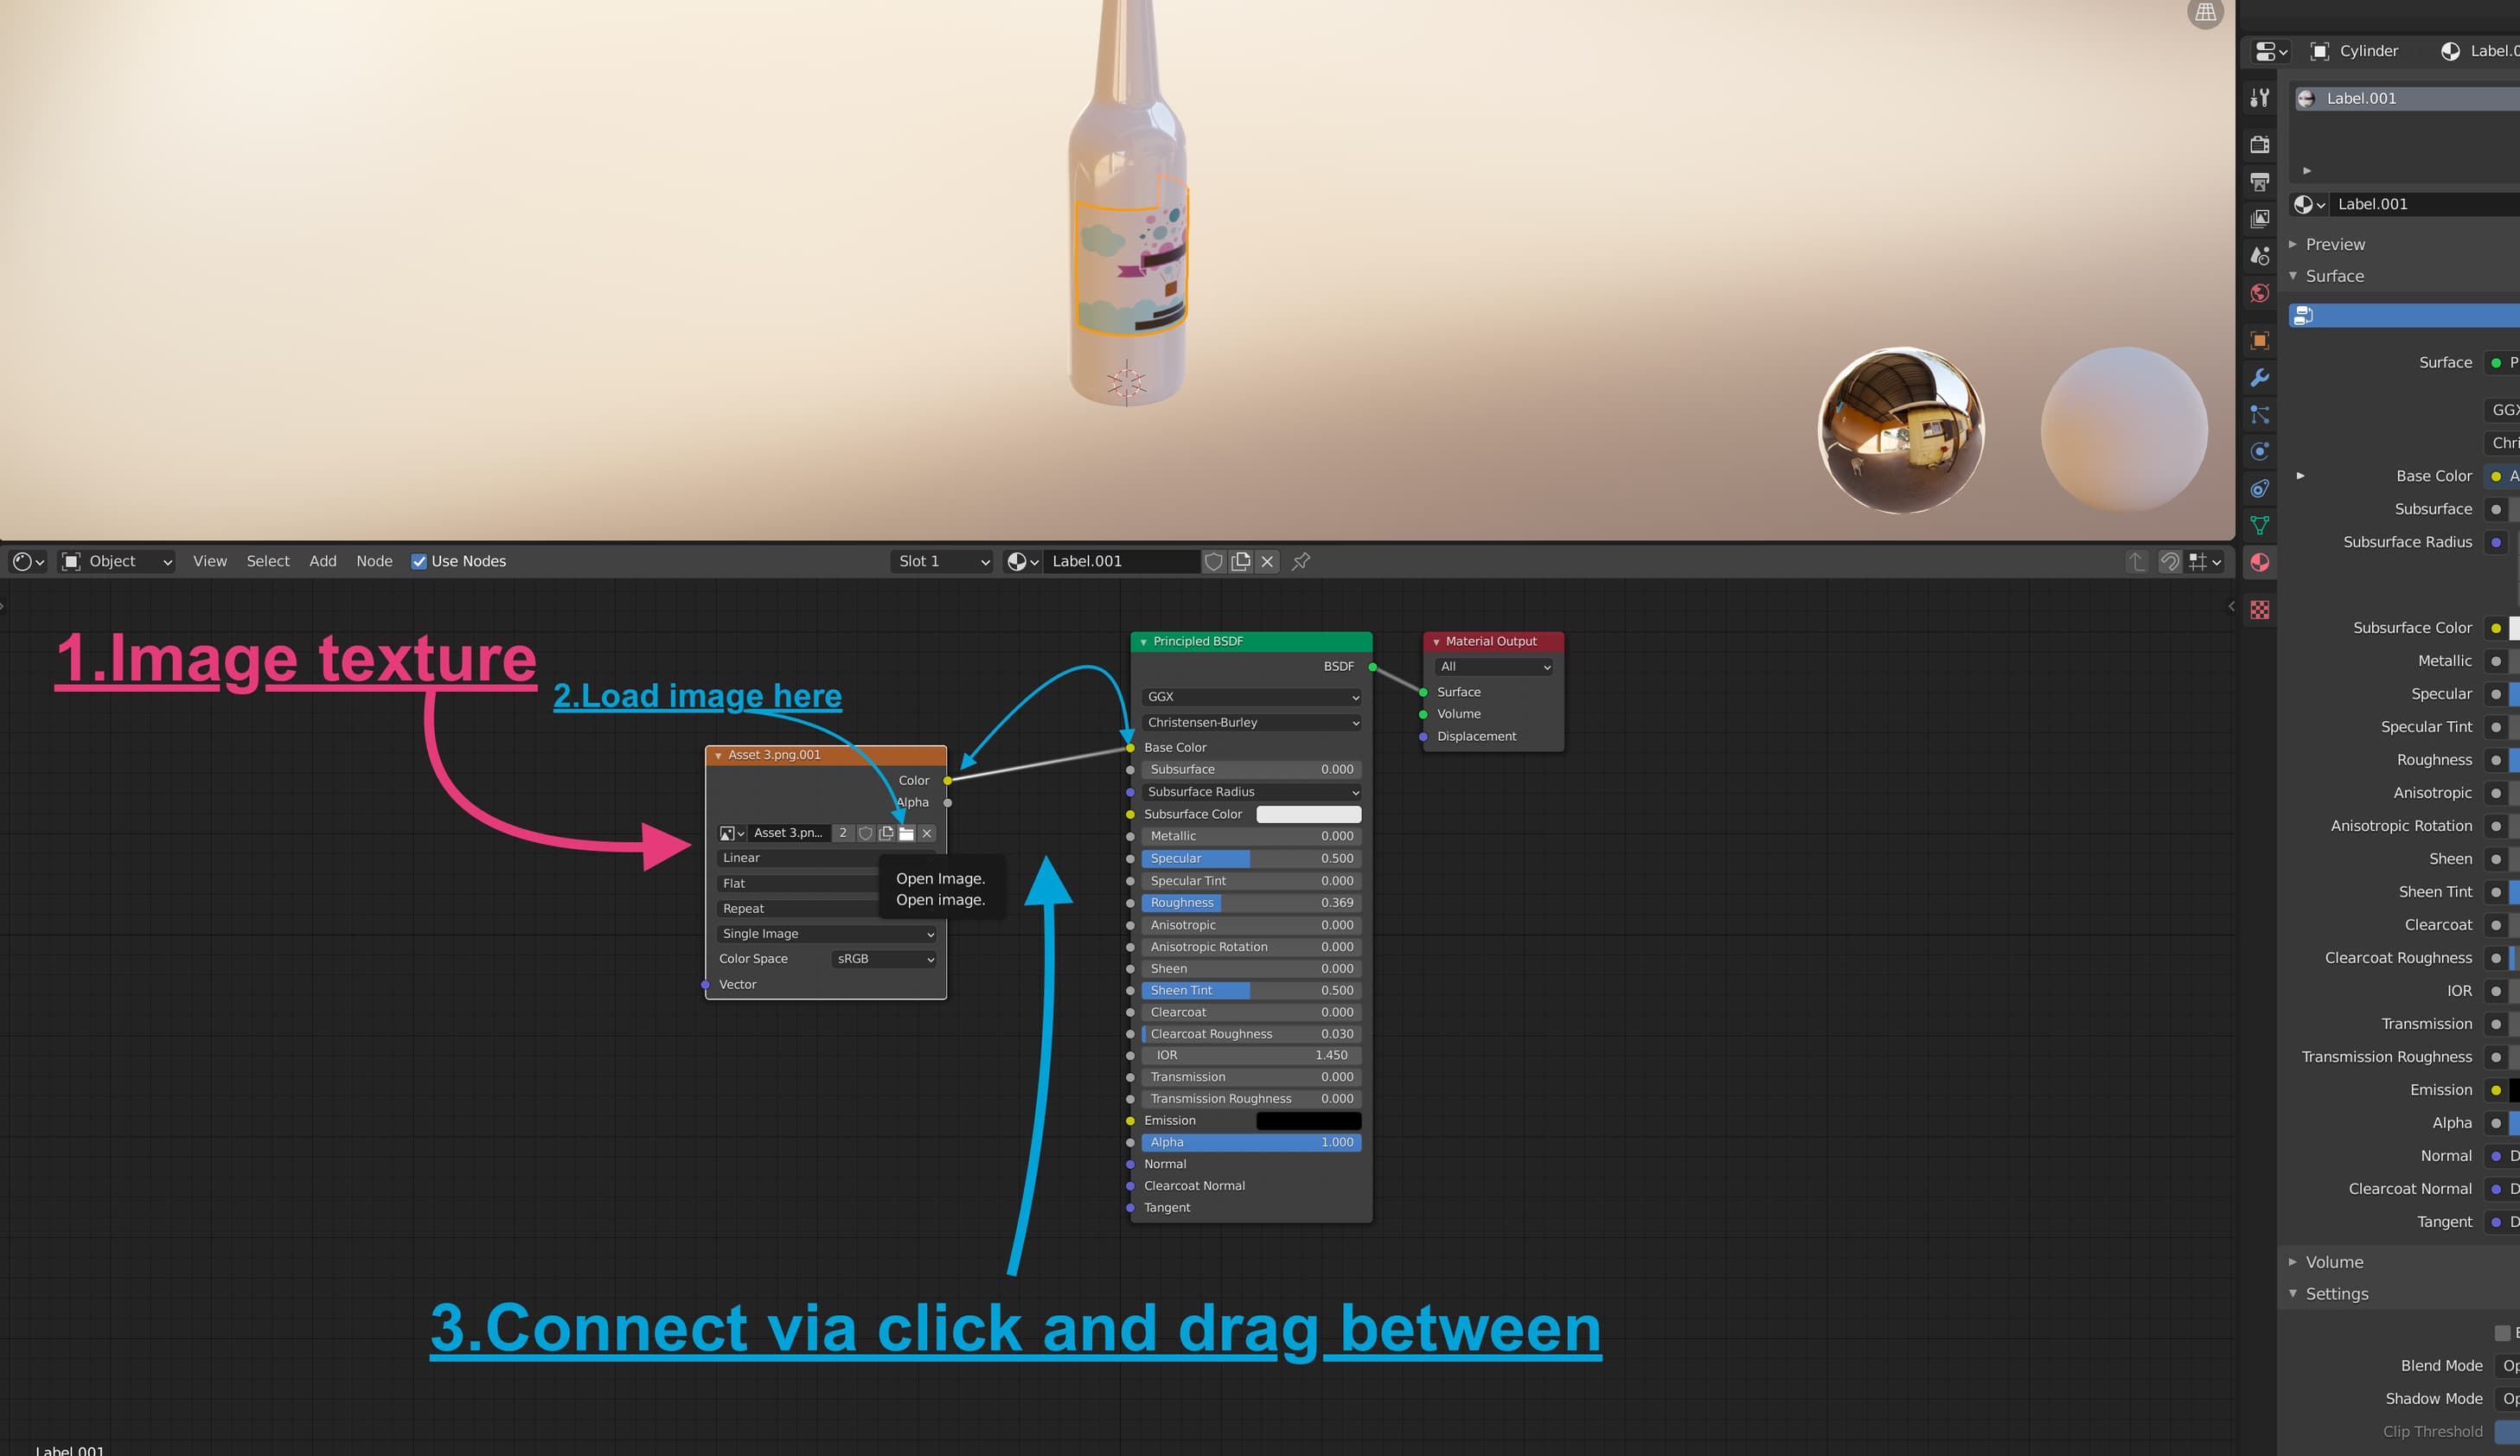 Cylinder
Label.0
Label.001
Label.001
Preview
Surface
Surface
P
GGX
Chri
Base Color
A
Subsurface
Subsurface Radius
Subsurface Color
Metallic
Specular
Specular Tint
Roughness
Anisotropic
Anisotropic Rotation
Sheen
Sheen Tint
Clearcoat
Clearcoat Roughness
IOR
Transmission
Transmission Roughness
Emission
Alpha
Normal
D
Clearcoat Normal
D
Tangent
D
Volume
Settings
Blend Mode
Op
Shadow Mode
Op
Clip Threshold
Object View Select Add Node Use Nodes Slot 1 Label.001
1.Image texture
2.Load image here
Asset 3.png.001
Color
Alpha
Asset 3.pn... 2
Linear
Flat
Repeat
Single Image
Color Space sRGB
Vector
Open Image.
Open image.
Principled BSDF
BSDF
GGX
Christensen-Burley
Base Color
Subsurface 0.000
Subsurface Radius
Subsurface Color
Metallic 0.000
Specular 0.500
Specular Tint 0.000
Roughness 0.369
Anisotropic 0.000
Anisotropic Rotation 0.000
Sheen 0.000
Sheen Tint 0.500
Clearcoat 0.000
Clearcoat Roughness 0.030
IOR 1.450
Transmission 0.000
Transmission Roughness 0.000
Emission
Alpha 1.000
Normal
Clearcoat Normal
Tangent
Material Output
All
Surface
Volume
Displacement
3.Connect via click and drag between
Label.001